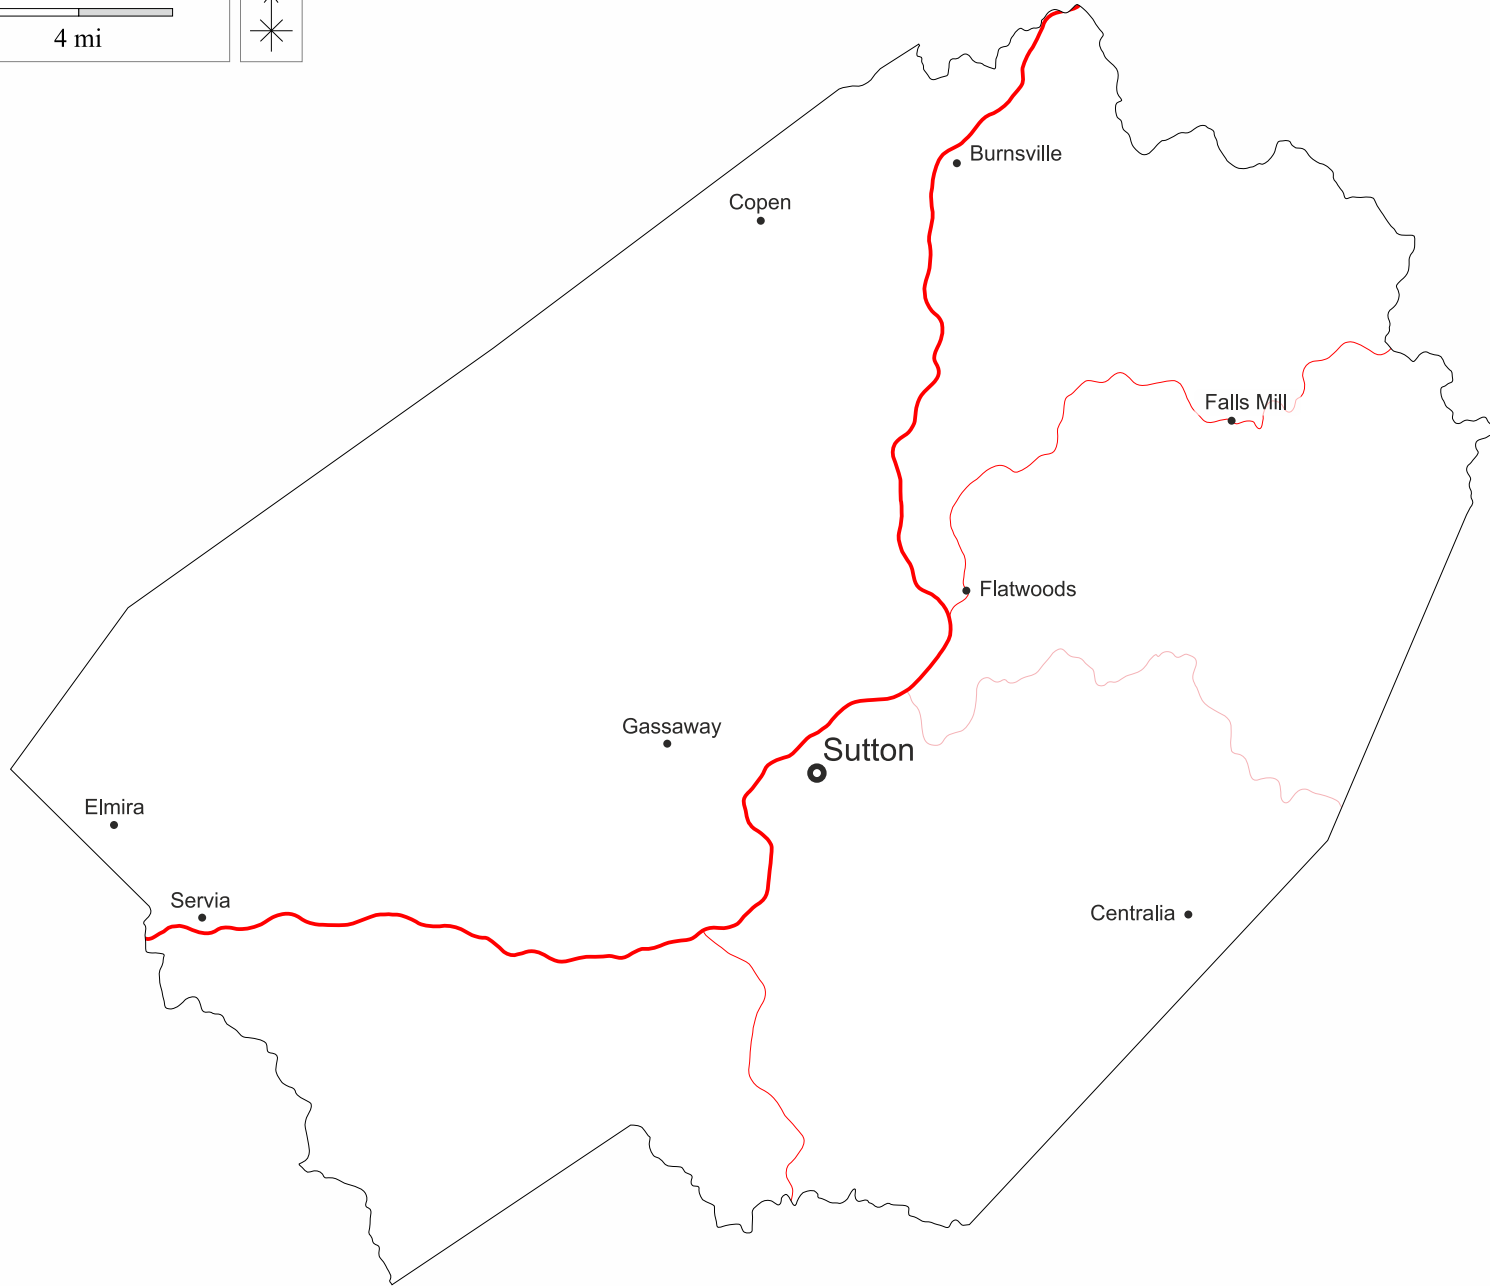 4 mi
Burnsville
Copen
Falls Mill
Flatwoods
Gassaway
Sutton
Elmira
Servia
Centralia